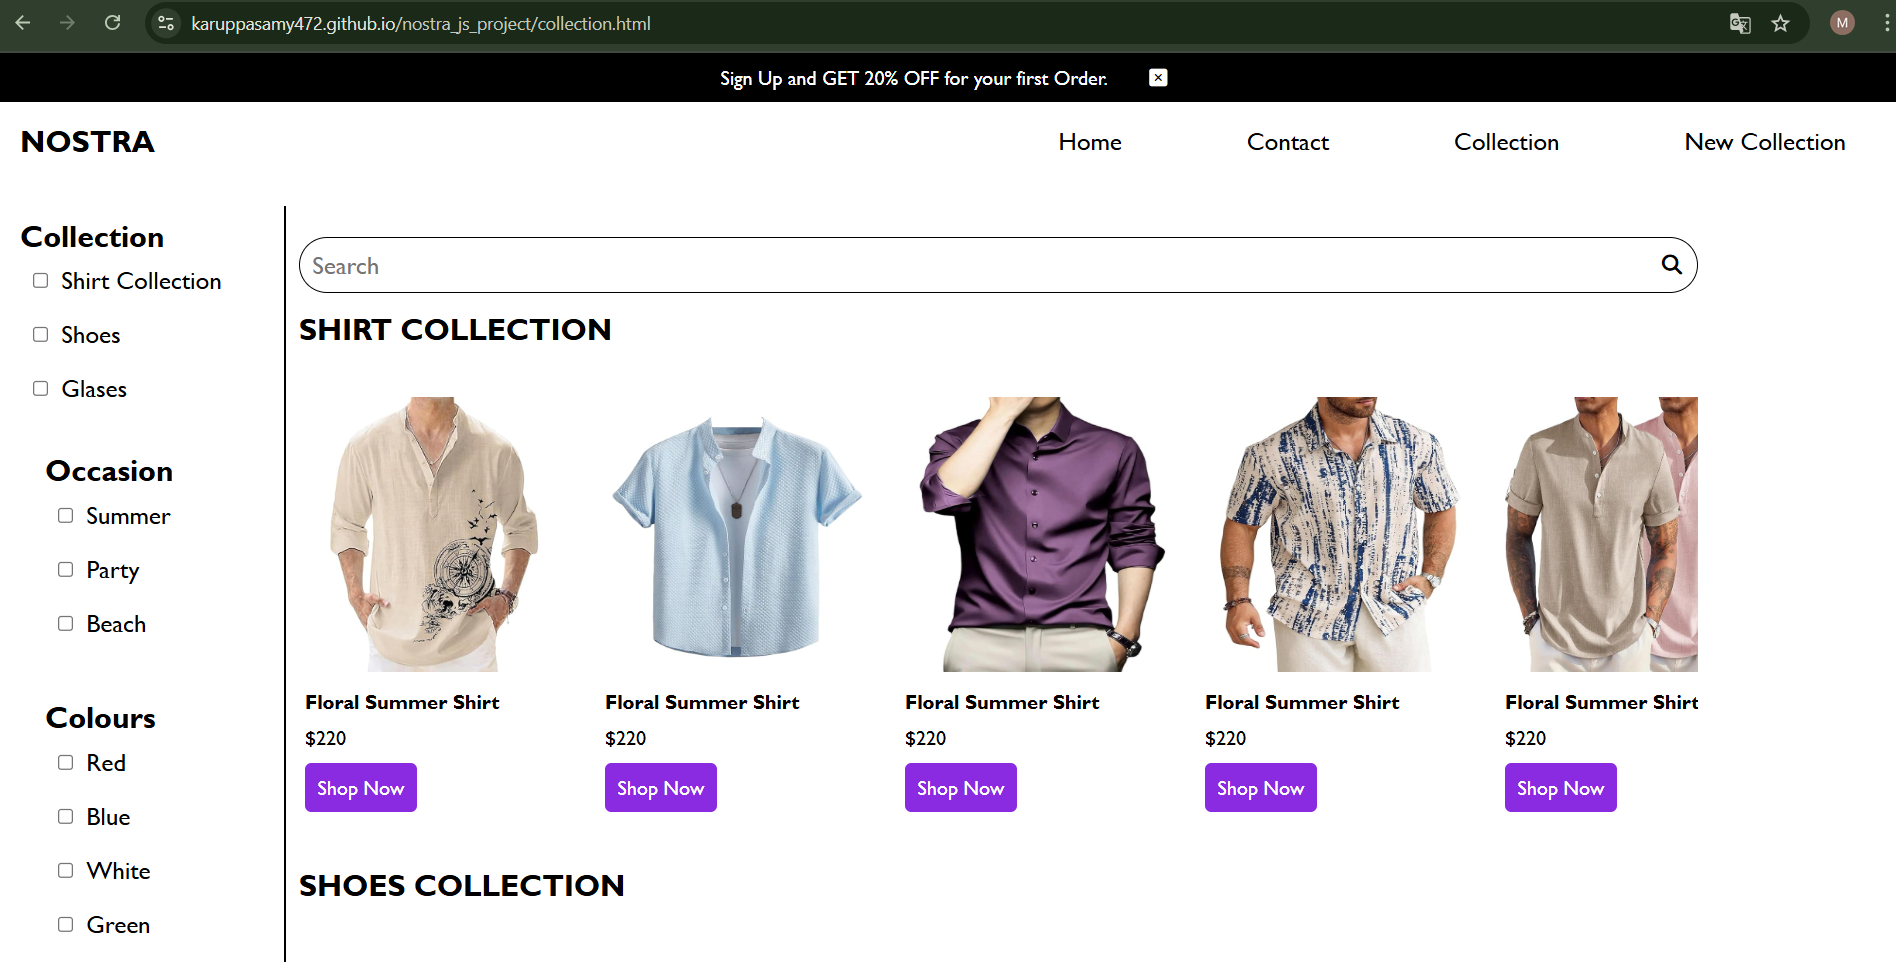 karuppasamy472.github.io/nostra_js_project/collection.html
M
Sign Up and GET 20% OFF for your first Order.
NOSTRA
Home
Contact
Collection
New Collection
Collection
Shirt Collection
Shoes
Glases
Occasion
Summer
Party
Beach
Colours
Red
Blue
White
Green
Search
SHIRT COLLECTION
Floral Summer Shirt
$220
Shop Now
Floral Summer Shirt
$220
Shop Now
Floral Summer Shirt
$220
Shop Now
Floral Summer Shirt
$220
Shop Now
Floral Summer Shirt
$220
Shop Now
SHOES COLLECTION